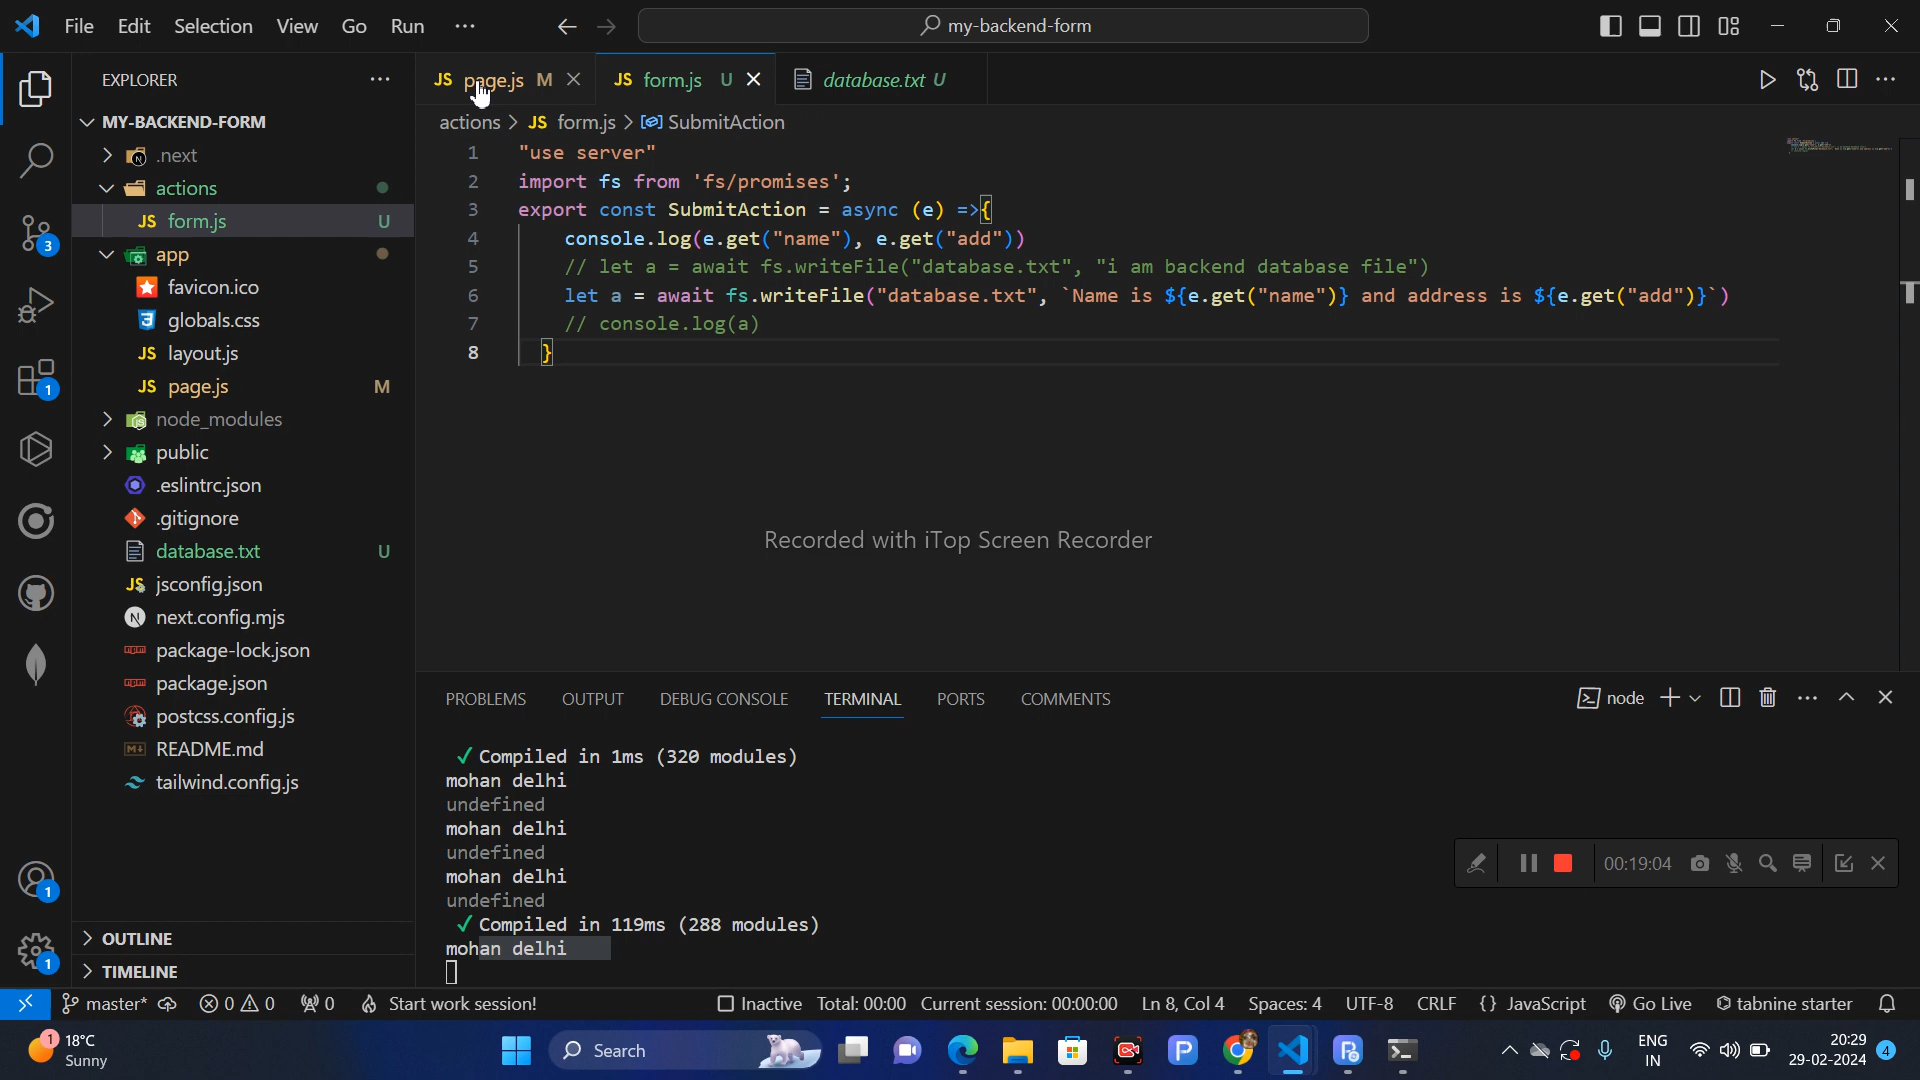 File Edit Selection View Go Run ···
my-backend-form
EXPLORER
MY-BACKEND-FORM
.next
actions
JS form.js U
app
favicon.ico
globals.css
JS layout.js
JS page.js M
node_modules
public
.eslintrc.json
.gitignore
database.txt U
JS jsconfig.json
next.config.mjs
package-lock.json
package.json
postcss.config.js
README.md
tailwind.config.js
OUTLINE
TIMELINE
3
1
1
1
JS page.js M
JS form.js U
database.txt U
actions > JS form.js > SubmitAction
1 "use server"
2 import fs from 'fs/promises';
3 export const SubmitAction = async (e) =>{
4 console.log(e.get("name"), e.get("add"))
5 // let a = await fs.writeFile("database.txt", "i am backend database file")
6 let a = await fs.writeFile("database.txt", `Name is ${e.get("name")} and address is ${e.get("add")}`)
7 // console.log(a)
8 }
Recorded with iTop Screen Recorder
PROBLEMS OUTPUT DEBUG CONSOLE TERMINAL PORTS COMMENTS
node
✓ Compiled in 1ms (320 modules)
mohan delhi
undefined
mohan delhi
undefined
mohan delhi
undefined
✓ Compiled in 119ms (288 modules)
mohan delhi
00:19:04
master* 0 0 0 Start work session! Inactive Total: 00:00 Current session: 00:00:00 Ln 8, Col 4 Spaces: 4 UTF-8 CRLF {} JavaScript Go Live tabnine starter
1
18°C
Sunny
Search
ENG
IN
20:29
29-02-2024
4